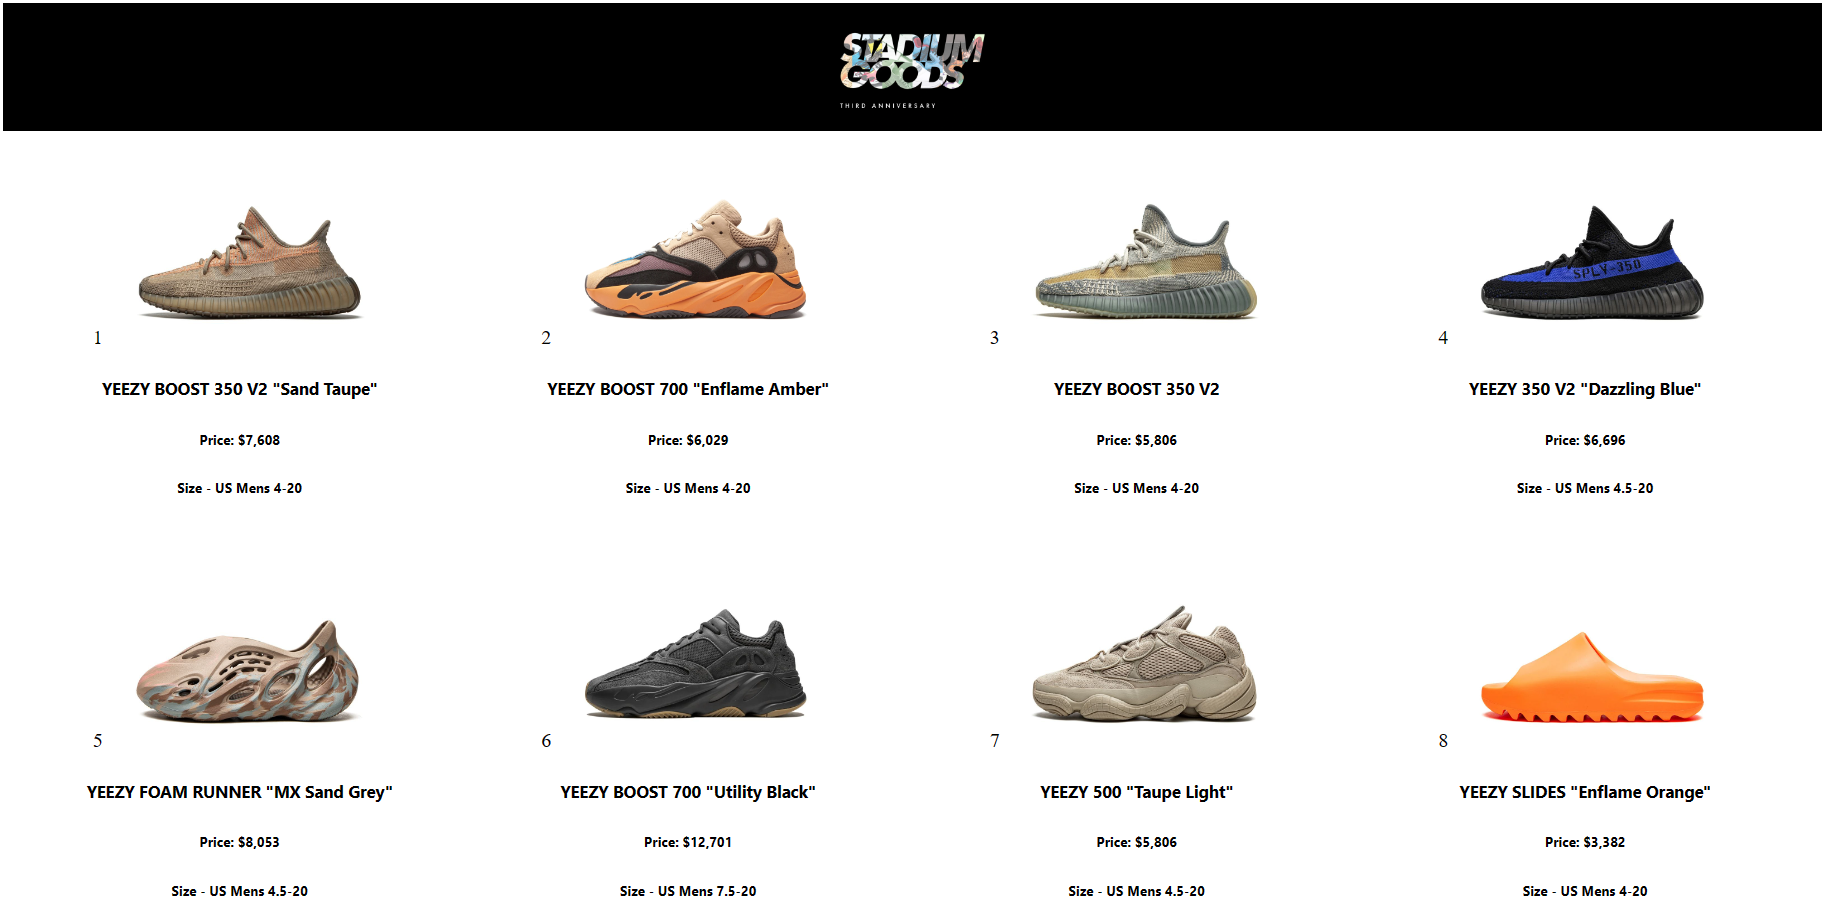 STADIUM
GOODS
THIRD ANNIVERSARY
SPLY-350
1
2
3
4
YEEZY BOOST 350 V2 "Sand Taupe"
YEEZY BOOST 700 "Enflame Amber"
YEEZY BOOST 350 V2
YEEZY 350 V2 "Dazzling Blue"
Price: $7,608
Price: $6,029
Price: $5,806
Price: $6,696
Size - US Mens 4-20
Size - US Mens 4-20
Size - US Mens 4-20
Size - US Mens 4.5-20
5
6
7
8
YEEZY FOAM RUNNER "MX Sand Grey"
YEEZY BOOST 700 "Utility Black"
YEEZY 500 "Taupe Light"
YEEZY SLIDES "Enflame Orange"
Price: $8,053
Price: $12,701
Price: $5,806
Price: $3,382
Size - US Mens 4.5-20
Size - US Mens 7.5-20
Size - US Mens 4.5-20
Size - US Mens 4-20